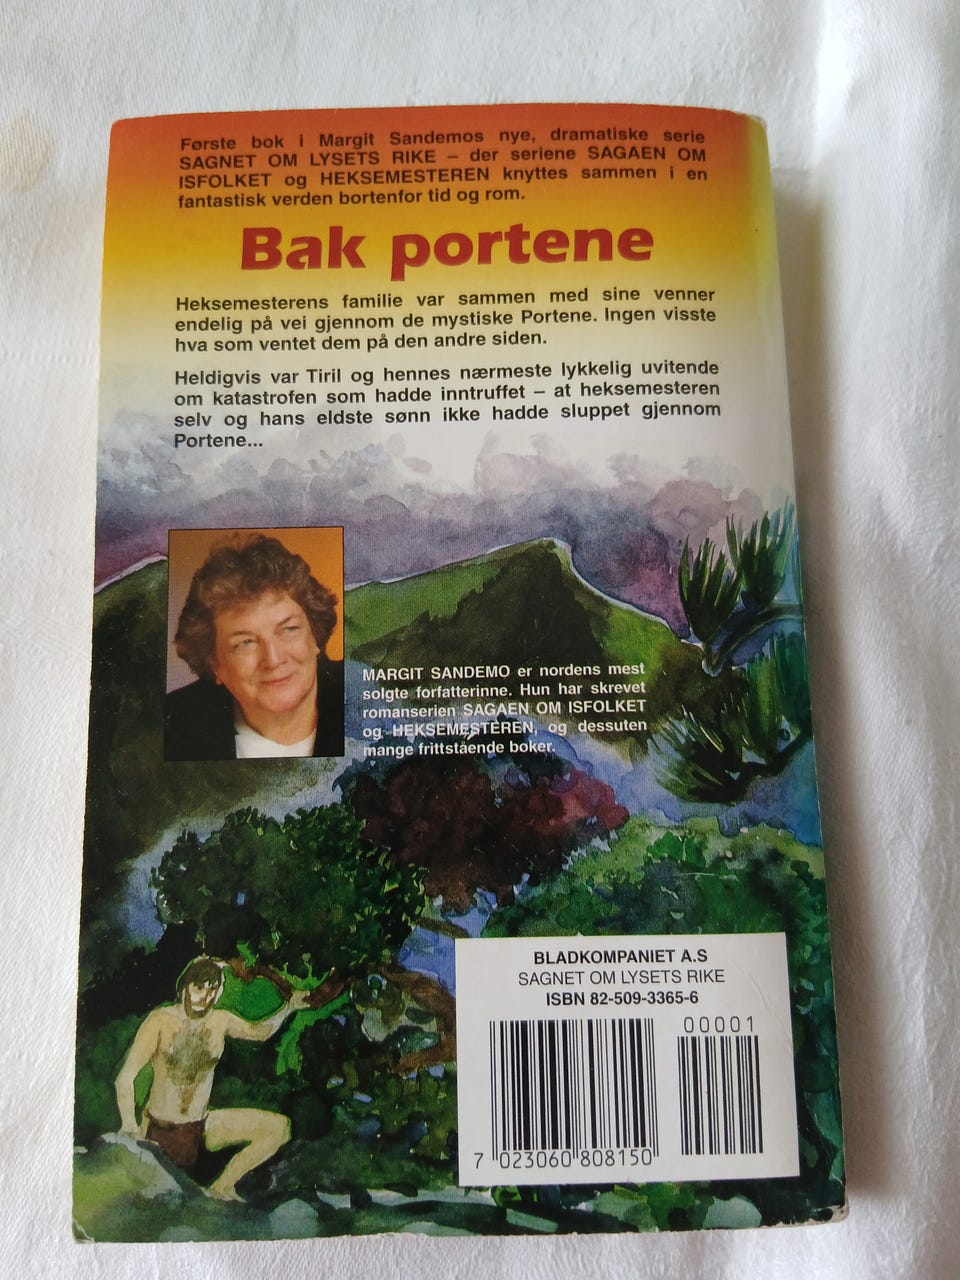 Første bok i Margit Sandemos nye, dramatiske serie
SAGNET OM LYSETS RIKE – der seriene SAGAEN OM
ISFOLKET og HEKSEMESTEREN knyttes sammen i en
fantastisk verden bortenfor tid og rom.
Bak portene
Heksemesterens familie var sammen med sine venner
endelig på vei gjennom de mystiske Portene. Ingen visste
hva som ventet dem på den andre siden.
Heldigvis var Tiril og hennes nærmeste lykkelig uvitende
om katastrofen som hadde inntruffet – at heksemesteren
selv og hans eldste sønn ikke hadde sluppet gjennom
Portene...
MARGIT SANDEMO er nordens mest
solgte forfatterinne. Hun har skrevet
romanserien SAGAEN OM ISFOLKET
og HEKSEMESTEREN, og dessuten
mange frittstående bøker.
BLADKOMPANIET A.S
SAGNET OM LYSETS RIKE
ISBN 82-509-3365-6
00001
7 023060 808150